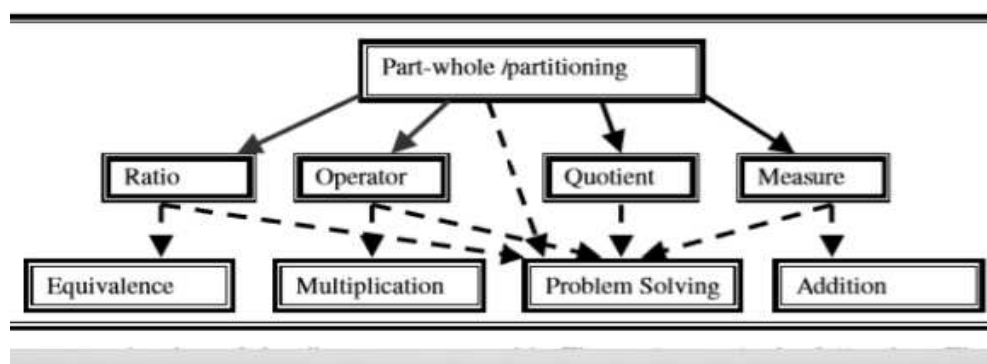 Part-whole /partitioning
Ratio
Operator
Quotient
Measure
Equivalence
Multiplication
Problem Solving
Addition